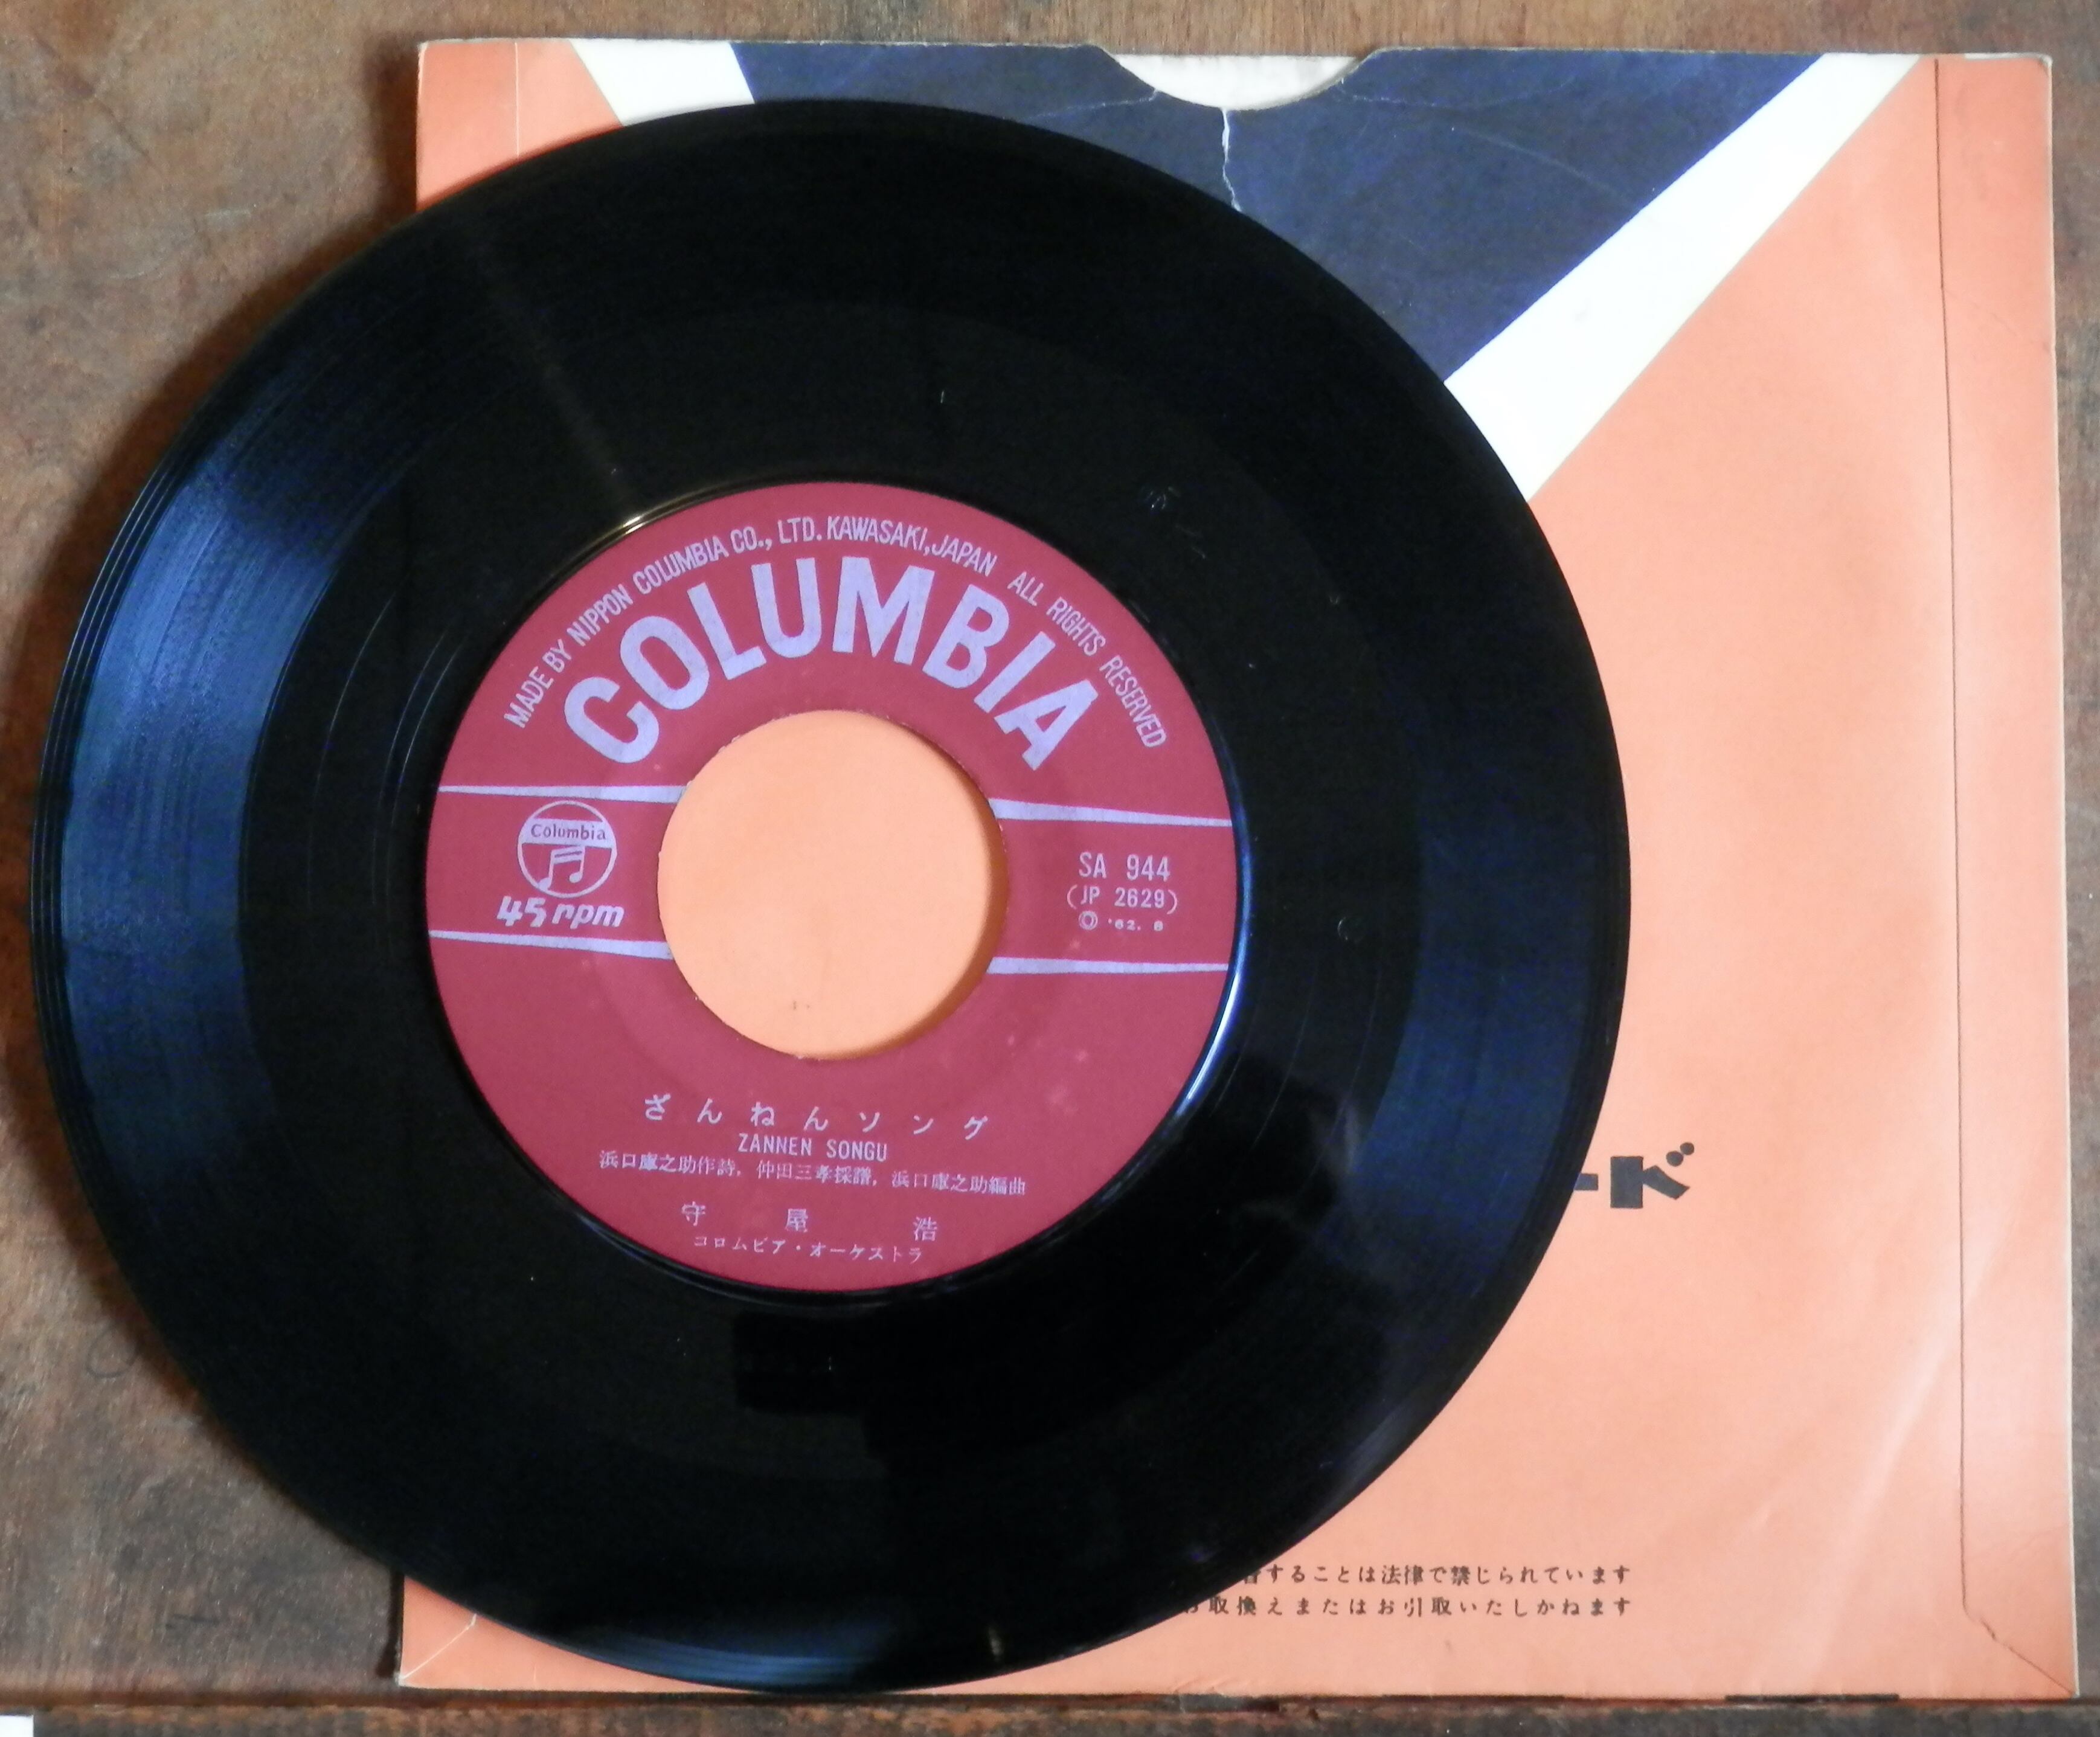 MADE BY NIPPON COLUMBIA CO., LTD. KAWASAKI, JAPAN ALL RIGHTS RESERVED
COLUMBIA
Columbia
45 rpm
SA 944
(JP 2629)
Ⓒ '62. 8
ざんねんソング
ZANNEN SONGU
浜口庫之助作詩, 仲田三孝採譜, 浜口庫之助編曲
守屋浩
コロムビア・オーケストラ
ード
することは法律で禁じられています
取換えまたはお引取いたしかねます